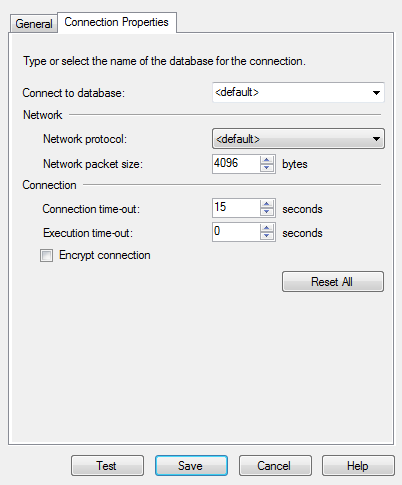 General Connection Properties
Type or select the name of the database for the connection.
Connect to database: <default>
Network
Network protocol: <default>
Network packet size: 4096 bytes
Connection
Connection time-out: 15 seconds
Execution time-out: 0 seconds
Encrypt connection
Reset All
Test Save Cancel Help